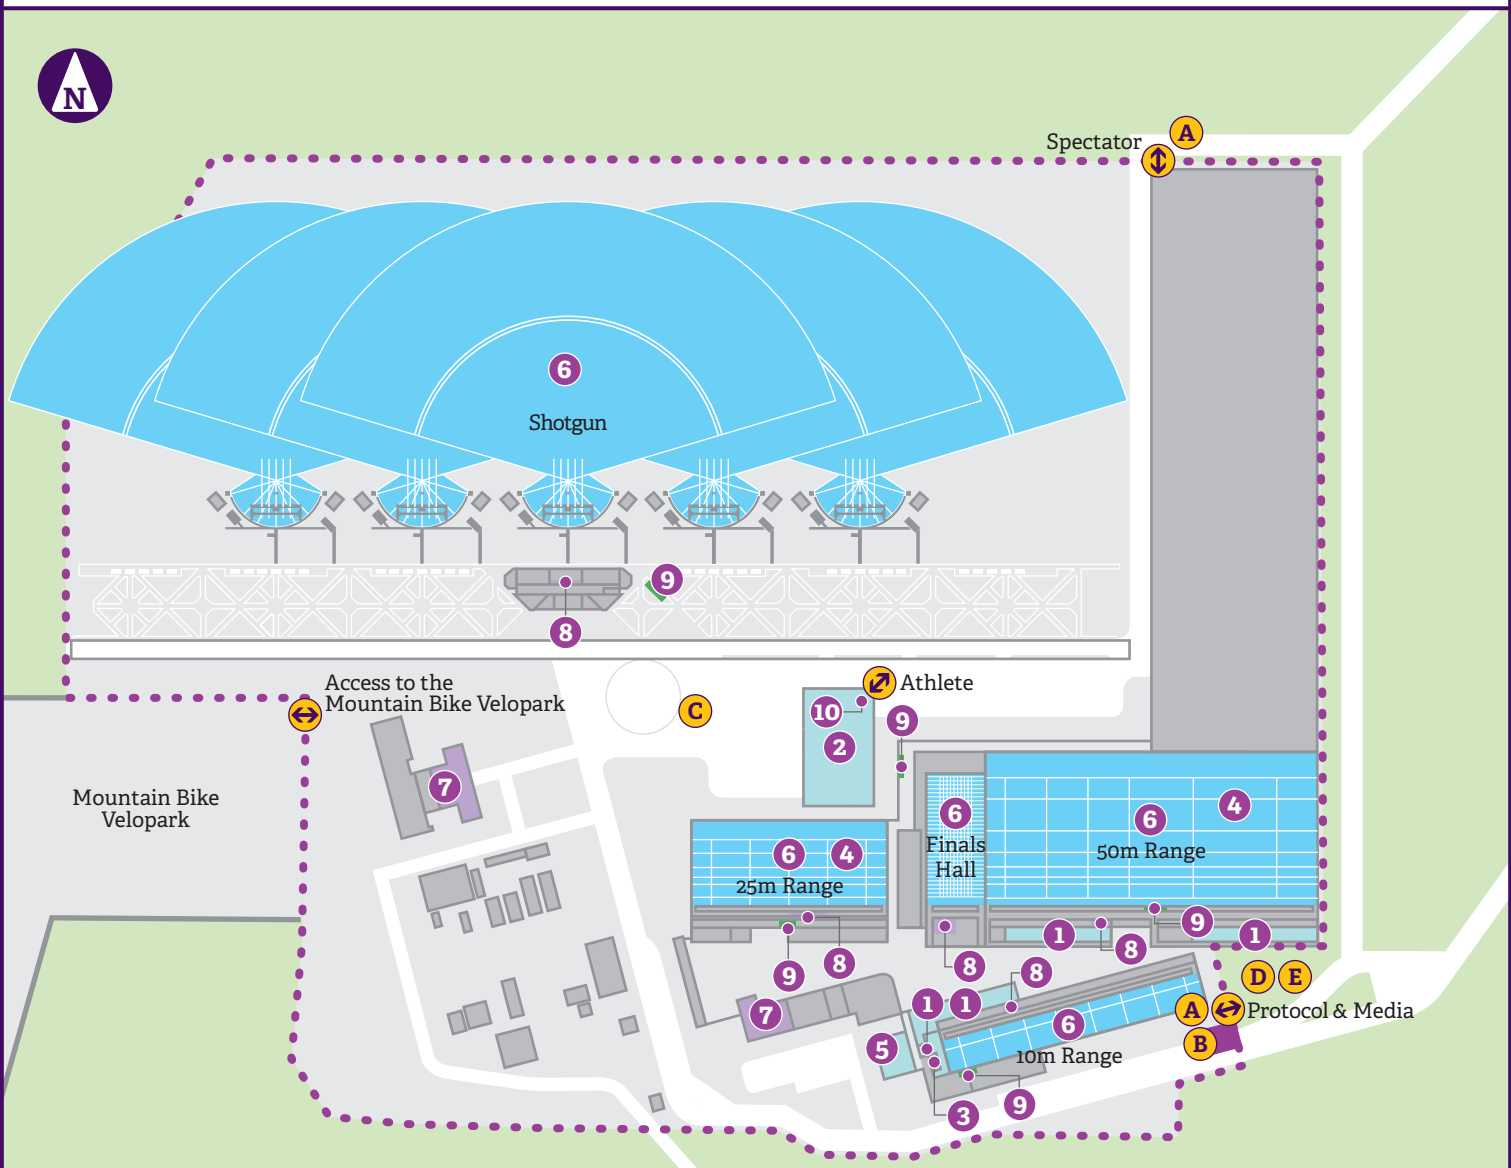 N
Spectator
A
6
Shotgun
9
8
Access to the
Mountain Bike Velopark
C
Athlete
10
2
9
7
Mountain Bike
Velopark
6
Finals
Hall
6
4
50m Range
6
4
25m Range
9
8
8
1
8
9
1
8
1
1
7
5
6
10m Range
3
9
D
E
A
Protocol & Media
B